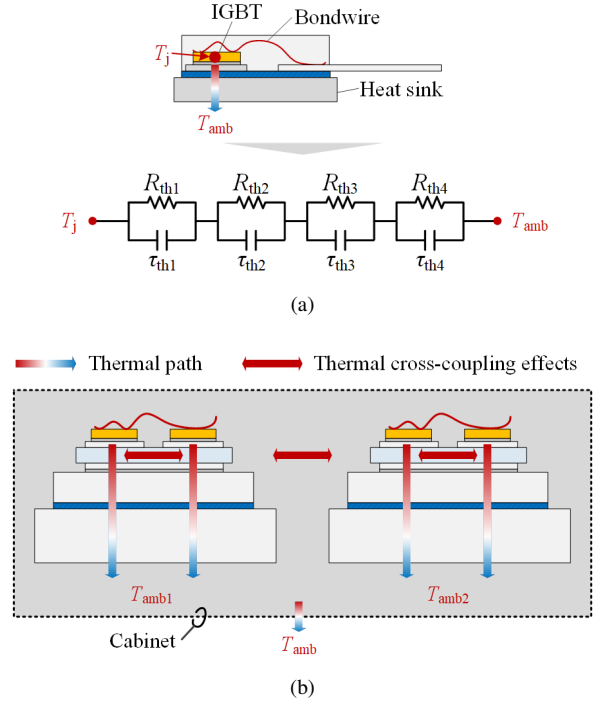 IGBT
Bondwire
Tj
Heat sink
Tamb
Rth1 Rth2 Rth3 Rth4
Tj Tamb
τth1 τth2 τth3 τth4
(a)
Thermal path Thermal cross-coupling effects
Tamb1 Tamb2
Cabinet
Tamb
(b)